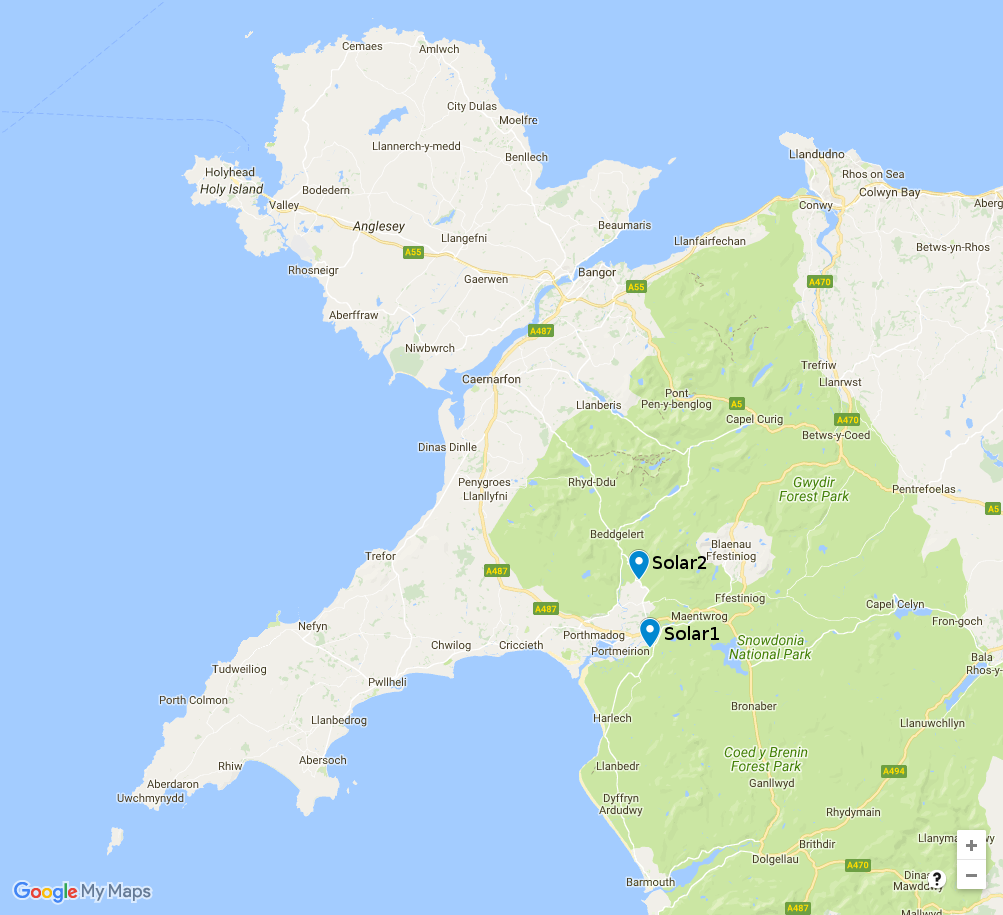 Cemaes
Amlwch
City Dulas
Moelfre
Llannerch-y-medd
Benllech
Llandudno
Rhos on Sea
Holyhead
Holy Island
Bodedern
Colwyn Bay
Valley
Conwy
Aberg
Anglesey
Beaumaris
Llangefni
Llanfairfechan
Betws-yn-Rhos
A55
Rhosneigr
Gaerwen
Bangor
A55
A470
Aberffraw
A487
Niwbwrch
Trefriw
Caernarfon
Llanrwst
Pont
Pen-y-benglog
Llanberis
A5
Capel Curig
A470
Betws-y-Coed
Dinas Dinlle
Penygroes
Llanllyfni
Rhyd-Ddu
Gwydir
Forest Park
Pentrefoelas
A5
Beddgelert
Blaenau
Ffestiniog
Trefor
Solar2
A487
Ffestiniog
A487
Capel Celyn
Maentwrog
Fron-goch
Nefyn
Solar1
Porthmadog
Chwilog
Criccieth
Portmeirion
Snowdonia
National Park
Bala
Rhos-y-
Tudweiliog
Pwllheli
Porth Colmon
Bronaber
Llanbedrog
Harlech
Llanuwchllyn
Coed y Brenin
Forest Park
Rhiw
Abersoch
Llanbedr
A494
Aberdaron
Ganllwyd
Uwchmynydd
Dyffryn
Ardudwy
Rhydymain
Brithdir
Llanyma
wy
+
Dolgellau
A470
Barmouth
Dinas
Mawddw
?
−
Google My Maps
A487
Mallwyd